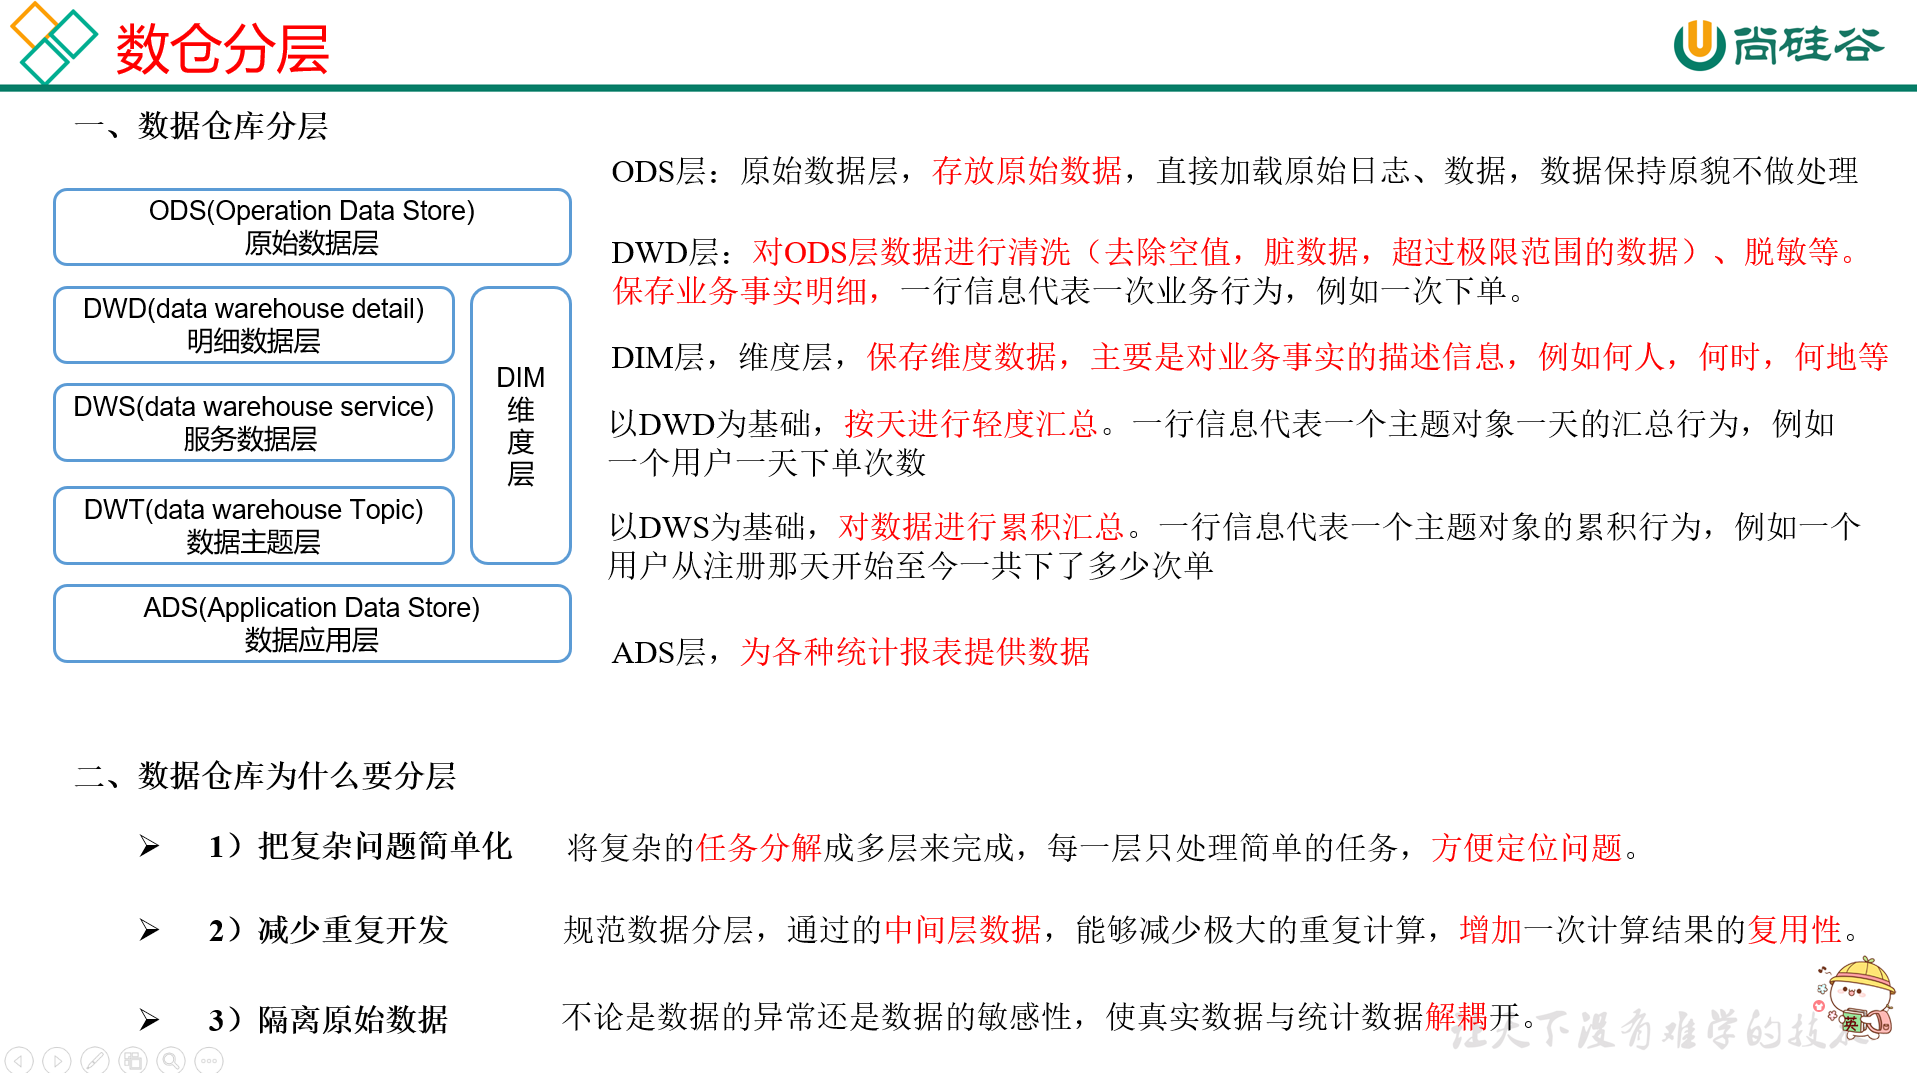 数仓分层
尚硅谷
一、数据仓库分层
ODS(Operation Data Store)
原始数据层
DWD(data warehouse detail)
明细数据层
DWS(data warehouse service)
服务数据层
DWT(data warehouse Topic)
数据主题层
DIM
维
度
层
ADS(Application Data Store)
数据应用层
ODS层：原始数据层，存放原始数据，直接加载原始日志、数据，数据保持原貌不做处理
DWD层：对ODS层数据进行清洗（去除空值，脏数据，超过极限范围的数据）、脱敏等。
保存业务事实明细，一行信息代表一次业务行为，例如一次下单。
DIM层，维度层，保存维度数据，主要是对业务事实的描述信息，例如何人，何时，何地等
以DWD为基础，按天进行轻度汇总。一行信息代表一个主题对象一天的汇总行为，例如
一个用户一天下单次数
以DWS为基础，对数据进行累积汇总。一行信息代表一个主题对象的累积行为，例如一个
用户从注册那天开始至今一共下了多少次单
ADS层，为各种统计报表提供数据
二、数据仓库为什么要分层
1）把复杂问题简单化 将复杂的任务分解成多层来完成，每一层只处理简单的任务，方便定位问题。
2）减少重复开发 规范数据分层，通过的中间层数据，能够减少极大的重复计算，增加一次计算结果的复用性。
3）隔离原始数据 不论是数据的异常还是数据的敏感性，使真实数据与统计数据解耦开。
让天下没有难学的技
英